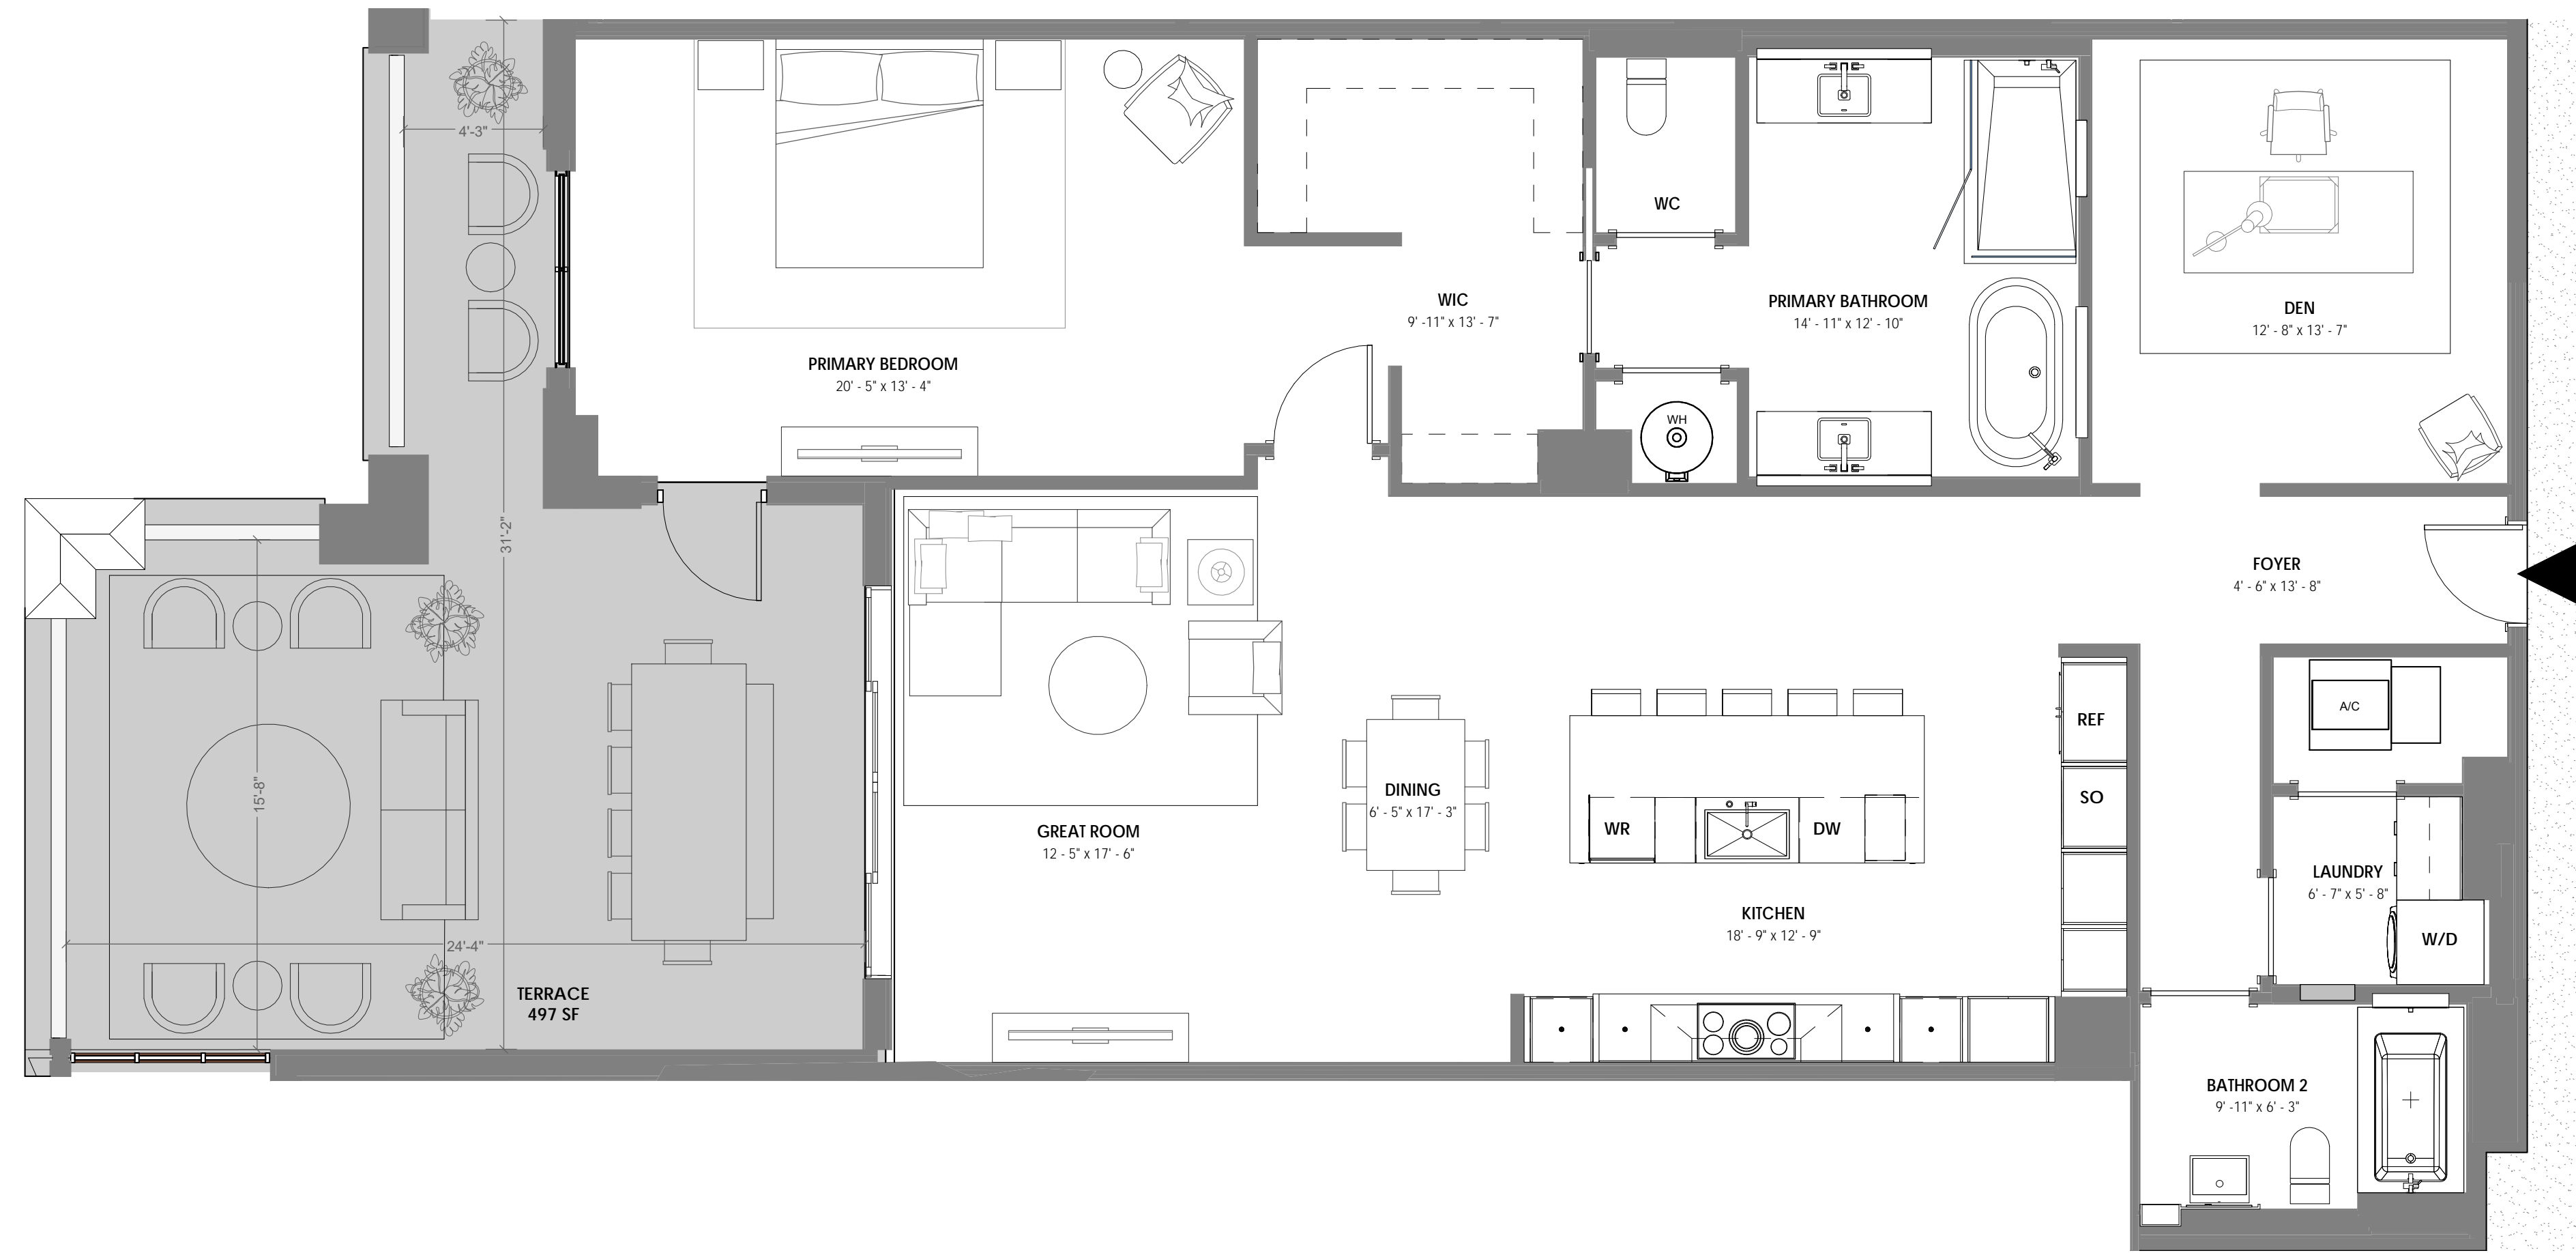 4'-3"
31'-2"
PRIMARY BEDROOM
20' - 5" x 13' - 4"
WIC
9' -11" x 13' - 7"
WC
WH
PRIMARY BATHROOM
14' - 11" x 12' - 10"
DEN
12' - 8" x 13' - 7"
FOYER
4' - 6" x 13' - 8"
15'-8"
24'-4"
TERRACE
497 SF
GREAT ROOM
12 - 5" x 17' - 6"
DINING
6' - 5" x 17' - 3"
WR
DW
KITCHEN
18' - 9" x 12' - 9"
REF
SO
A/C
LAUNDRY
6' - 7" x 5' - 8"
W/D
BATHROOM 2
9' -11" x 6' - 3"